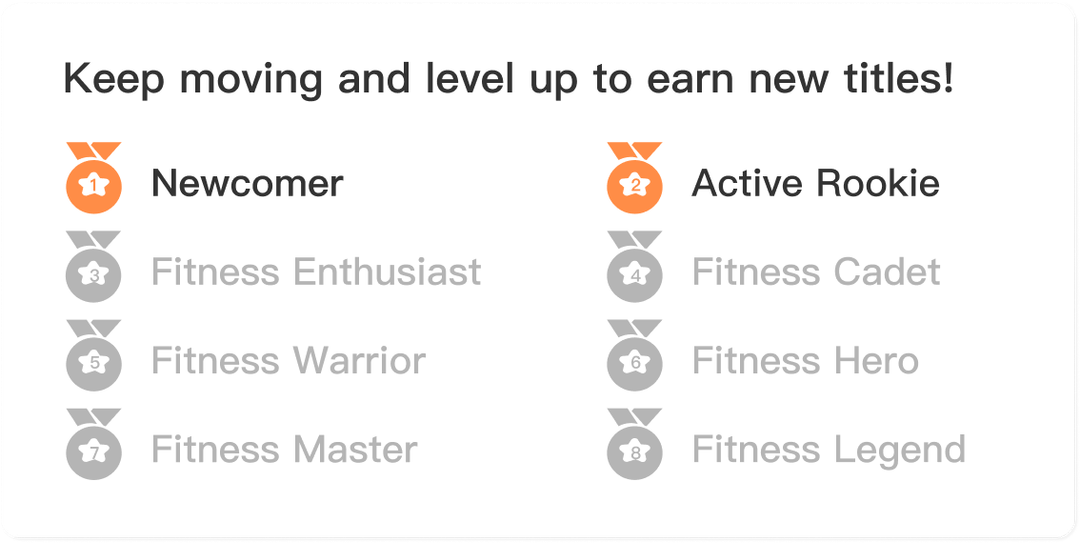 Keep moving and level up to earn new titles!
1 Newcomer
2 Active Rookie
3 Fitness Enthusiast
4 Fitness Cadet
5 Fitness Warrior
6 Fitness Hero
7 Fitness Master
8 Fitness Legend